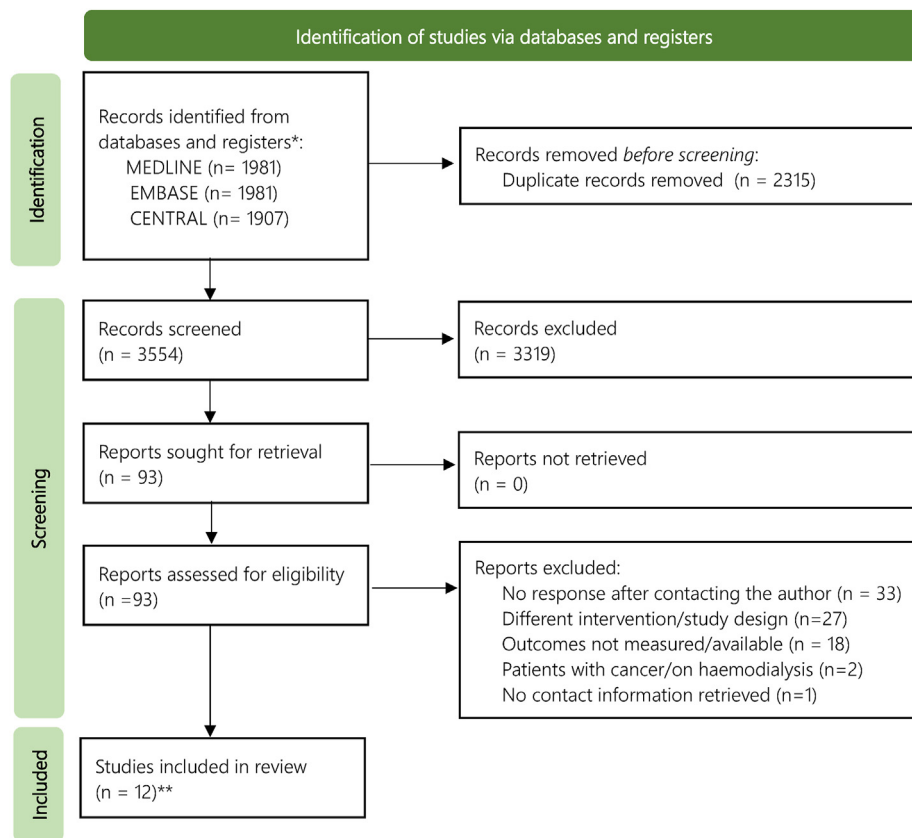 Identification of studies via databases and registers
Identification
Records identified from
databases and registers*:
MEDLINE (n= 1981)
EMBASE (n= 1981)
CENTRAL (n= 1907)
Records removed before screening:
Duplicate records removed (n = 2315)
Screening
Records screened
(n = 3554)
Records excluded
(n = 3319)
Reports sought for retrieval
(n = 93)
Reports not retrieved
(n = 0)
Reports assessed for eligibility
(n =93)
Reports excluded:
No response after contacting the author (n = 33)
Different intervention/study design (n=27)
Outcomes not measured/available (n = 18)
Patients with cancer/on haemodialysis (n=2)
No contact information retrieved (n=1)
Included
Studies included in review
(n = 12)**